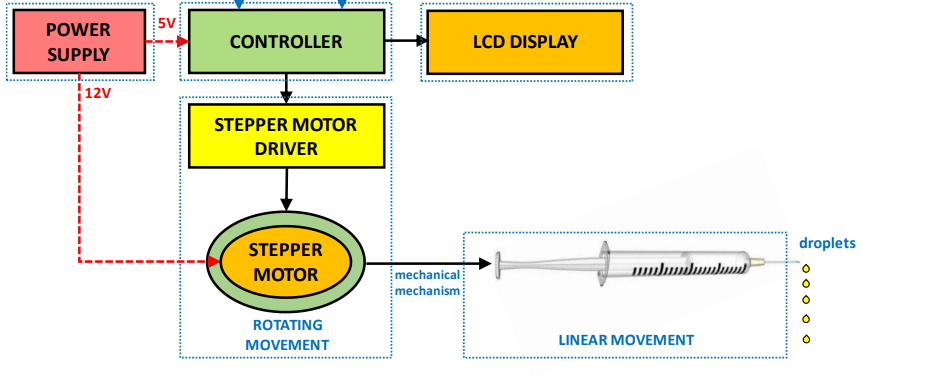 POWER
SUPPLY
5V
CONTROLLER
LCD DISPLAY
12V
STEPPER MOTOR
DRIVER
STEPPER
MOTOR
mechanical
mechanism
droplets
ROTATING
MOVEMENT
LINEAR MOVEMENT